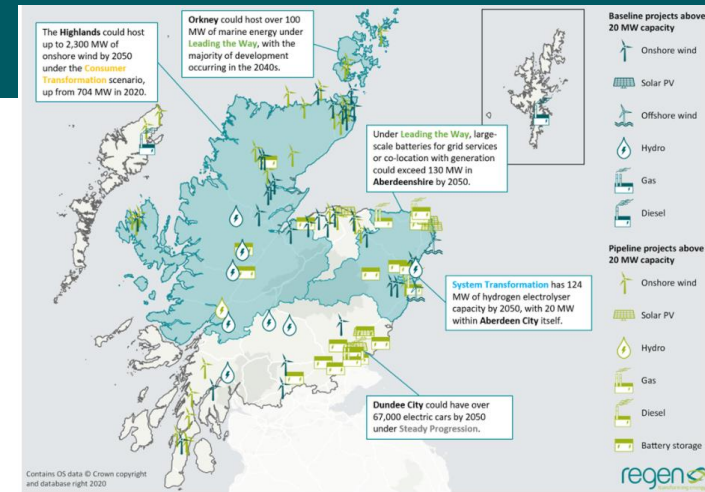 The Highlands could host
up to 2,300 MW of
onshore wind by 2050
under the Consumer
Transformation scenario,
up from 704 MW in 2020.
Orkney could host over 100
MW of marine energy under
Leading the Way, with the
majority of development
occurring in the 2040s.
Under Leading the Way, large-
scale batteries for grid services
or co-location with generation
could exceed 130 MW in
Aberdeenshire by 2050.
System Transformation has 124
MW of hydrogen electrolyser
capacity by 2050, with 20 MW
within Aberdeen City itself.
Dundee City could have over
67,000 electric cars by 2050
under Steady Progression.
Contains OS data © Crown copyright
and database right 2020
Baseline projects above
20 MW capacity
Onshore wind
Solar PV
Offshore wind
Hydro
Gas
Diesel
Pipeline projects above
20 MW capacity
Onshore wind
Solar PV
Hydro
Gas
Diesel
Battery storage
regen